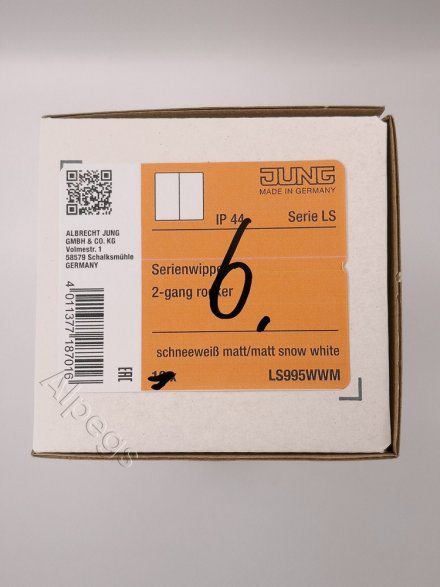 JUNG
MADE IN GERMANY
IP 44
Serie LS
ALBRECHT JUNG
GMBH & CO. KG
Volmestr. 1
58579 Schalksmühle
GERMANY
Serienwippe
2-gang rocker
6,
schneeweiß matt/matt snow white
LS995WWM
4 011377 187016
EAC
Alpegs